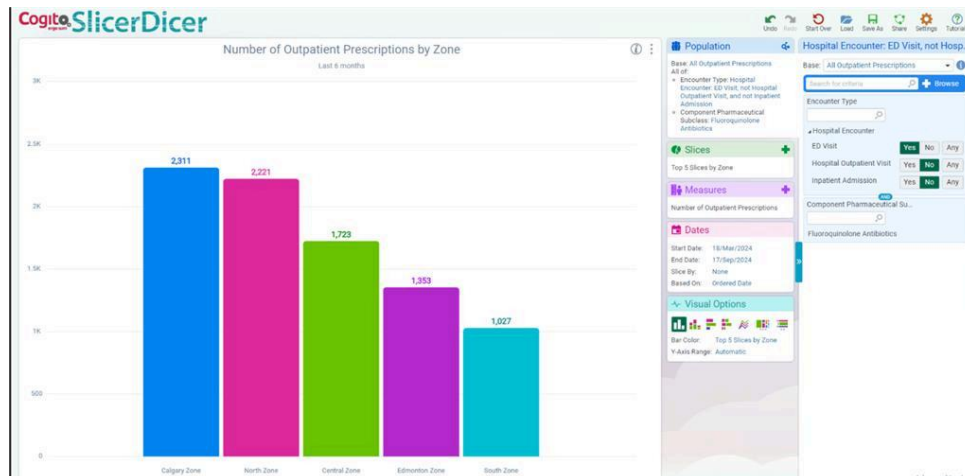 Cogito SlicerDicer
Undo
Redo
Start Over
Load
Save As
Share
Settings
Tutorial
Number of Outpatient Prescriptions by Zone
Last 6 months
3K
2.5K
2K
1.5K
1K
500
0
2,311
2,221
1,723
1,353
1,027
Calgary Zone
North Zone
Central Zone
Edmonton Zone
South Zone
Population
Base: All Outpatient Prescriptions
All of:
Encounter Type: Hospital
Encounter: ED Visit, not Hospital
Outpatient Visit, and not Inpatient
Admission
Component Pharmaceutical
Subclass: Fluoroquinolone
Antibiotics
Slices
Top 5 Slices by Zone
Measures
Number of Outpatient Prescriptions
Dates
Start Date: 18/Mar/2024
End Date: 17/Sep/2024
Slice By: None
Based On: Ordered Date
Visual Options
Bar Color: Top 5 Slices by Zone
Y-Axis Range: Automatic
Hospital Encounter: ED Visit, not Hosp...
Base: All Outpatient Prescriptions
Search for criteria
Browse
Encounter Type
Hospital Encounter
ED Visit Yes No Any
Hospital Outpatient Visit Yes No Any
Inpatient Admission Yes No Any
AND
Component Pharmaceutical Su...
Fluoroquinolone Antibiotics